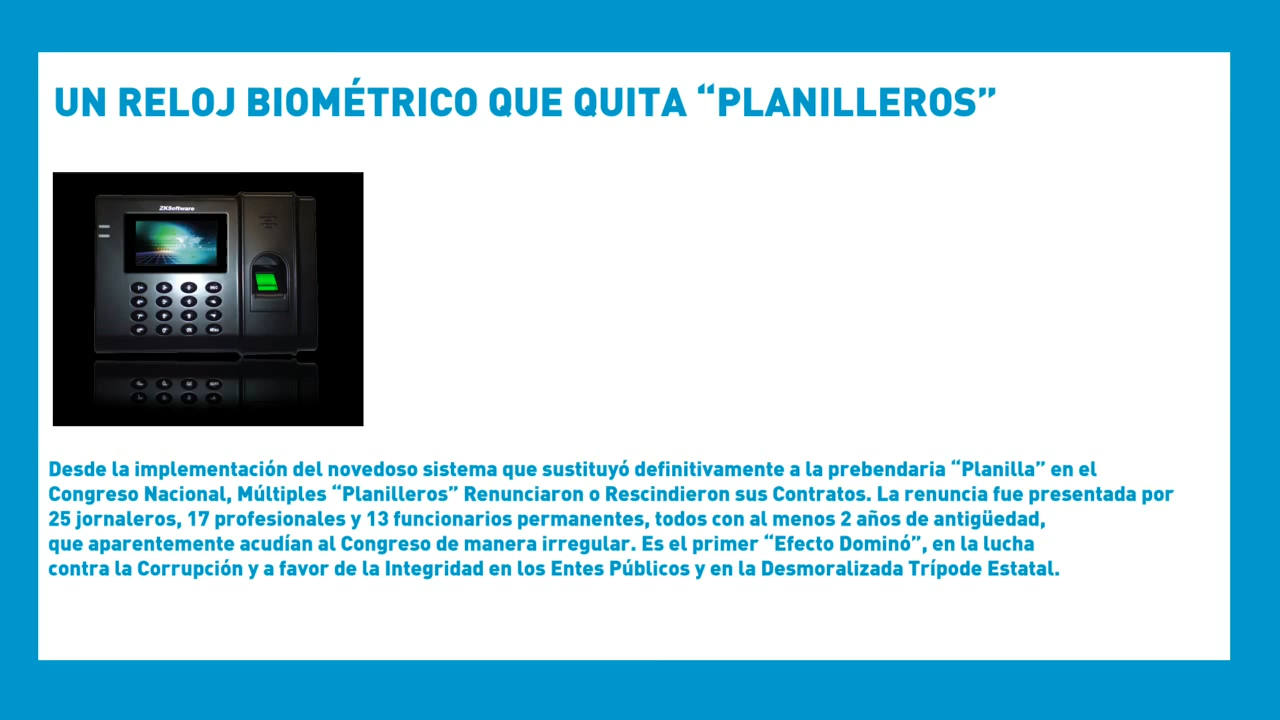 UN RELOJ BIOMÉTRICO QUE QUITA “PLANILLEROS”
ZKSoftware
Desde la implementación del novedoso sistema que sustituyó definitivamente a la prebendaria “Planilla” en el
Congreso Nacional, Múltiples “Planilleros” Renunciaron o Rescindieron sus Contratos. La renuncia fue presentada por
25 jornaleros, 17 profesionales y 13 funcionarios permanentes, todos con al menos 2 años de antigüedad,
que aparentemente acudían al Congreso de manera irregular. Es el primer “Efecto Dominó”, en la lucha
contra la Corrupción y a favor de la Integridad en los Entes Públicos y en la Desmoralizada Trípode Estatal.